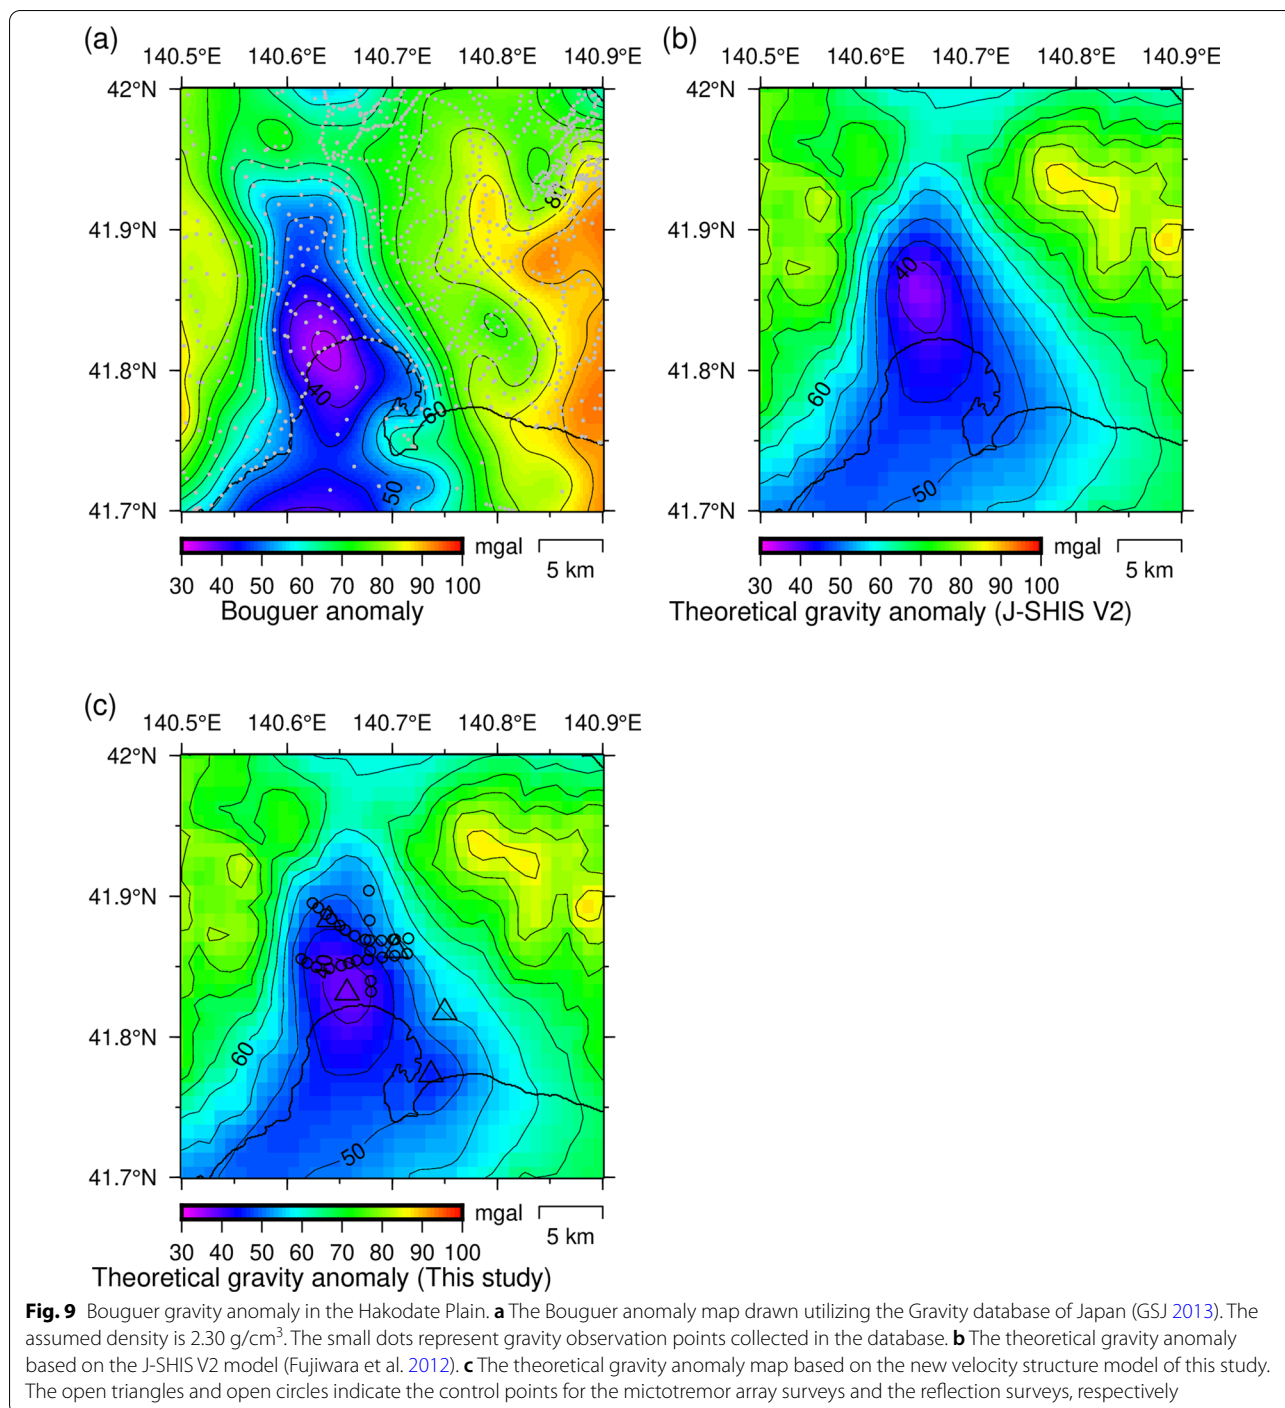 (a)
140.5°E 140.6°E 140.7°E 140.8°E 140.9°E
42°N
41.9°N
41.8°N
41.7°N
80
40
60
50
mgal
30 40 50 60 70 80 90 100
5 km
Bouguer anomaly
(b)
140.5°E 140.6°E 140.7°E 140.8°E 140.9°E
42°N
41.9°N
41.8°N
41.7°N
40
60
50
mgal
30 40 50 60 70 80 90 100
5 km
Theoretical gravity anomaly (J-SHIS V2)
(c)
140.5°E 140.6°E 140.7°E 140.8°E 140.9°E
42°N
41.9°N
41.8°N
41.7°N
60
50
mgal
30 40 50 60 70 80 90 100
5 km
Theoretical gravity anomaly (This study)
Fig. 9 Bouguer gravity anomaly in the Hakodate Plain. a The Bouguer anomaly map drawn utilizing the Gravity database of Japan (GSJ 2013). The
assumed density is 2.30 g/cm³. The small dots represent gravity observation points collected in the database. b The theoretical gravity anomaly
based on the J-SHIS V2 model (Fujiwara et al. 2012). c The theoretical gravity anomaly map based on the new velocity structure model of this study.
The open triangles and open circles indicate the control points for the mictotremor array surveys and the reflection surveys, respectively